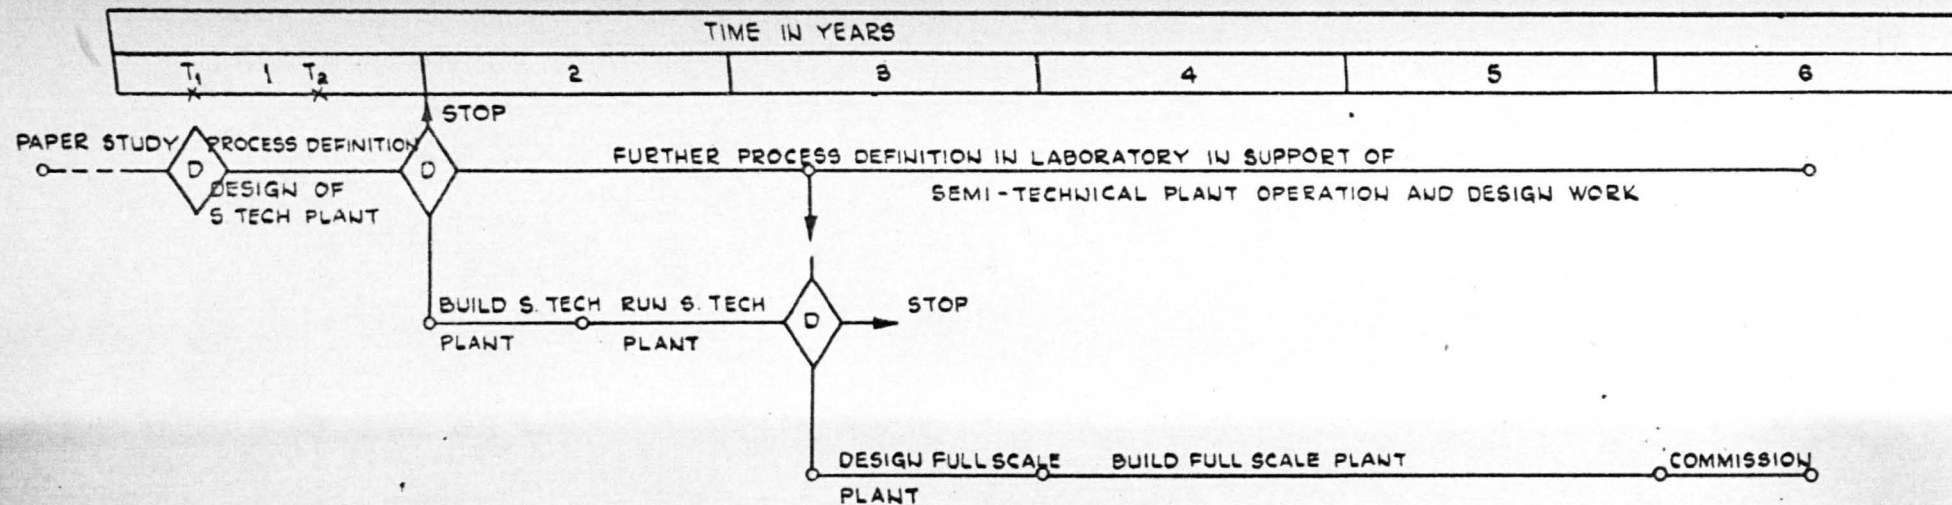 TIME IN YEARS
T₁ 1 T₂ 2 3 4 5 6
STOP
PAPER STUDY D PROCESS DEFINITION D FURTHER PROCESS DEFINITION IN LABORATORY IN SUPPORT OF
DESIGN OF SEMI-TECHNICAL PLANT OPERATION AND DESIGN WORK
S TECH PLANT
BUILD S. TECH RUN S. TECH D STOP
PLANT PLANT
DESIGN FULL SCALE BUILD FULL SCALE PLANT COMMISSION
PLANT